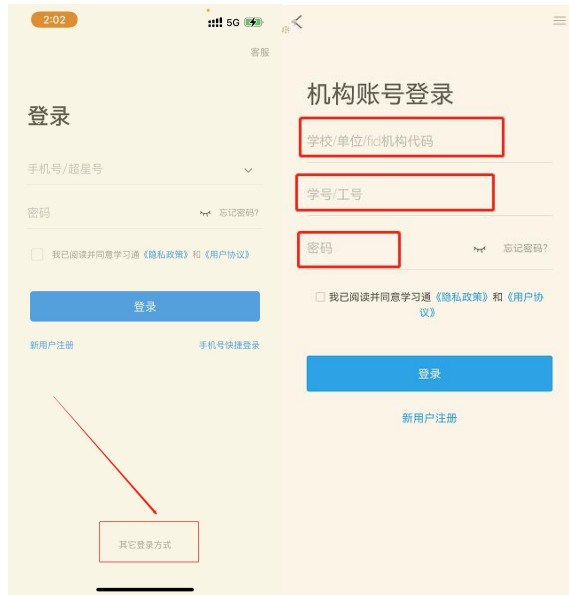 2:02
5G
客服
登录
手机号/超星号
密码
忘记密码?
我已阅读并同意学习通《隐私政策》和《用户协议》
登录
新用户注册
手机号快捷登录
其它登录方式
机构账号登录
学校/单位/fid机构代码
学号/工号
密码
忘记密码?
我已阅读并同意学习通《隐私政策》和《用户协
议》
登录
新用户注册